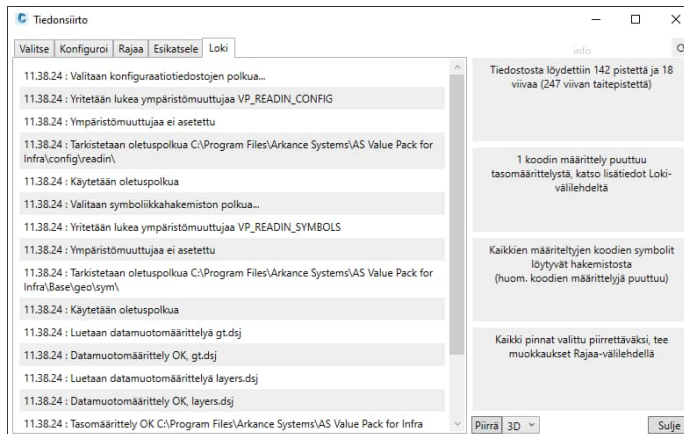 Tiedonsiirto
Valitse Konfiguroi Rajaa Esikatsele Loki
info
11.38.24 : Valitaan konfiguraatiotiedostojen polkua...
11.38.24 : Yritetään lukea ympäristömuuttujaa VP_READIN_CONFIG
11.38.24 : Ympäristömuuttujaa ei asetettu
11.38.24 : Tarkistetaan oletuspolkua C:\Program Files\Arkance Systems\AS Value Pack for
Infra\config\readin\
11.38.24 : Käytetään oletuspolkua
11.38.24 : Valitaan symboliikkahakemiston polkua...
11.38.24 : Yritetään lukea ympäristömuuttujaa VP_READIN_SYMBOLS
11.38.24 : Ympäristömuuttujaa ei asetettu
11.38.24 : Tarkistetaan oletuspolkua C:\Program Files\Arkance Systems\AS Value Pack for
Infra\Base\geo\sym\
11.38.24 : Käytetään oletuspolkua
11.38.24 : Luetaan datamuotomäärittelyä gt.dsj
11.38.24 : Datamuotomäärittely OK, gt.dsj
11.38.24 : Luetaan datamuotomäärittelyä layers.dsj
11.38.24 : Datamuotomäärittely OK, layers.dsj
11.38.24 : Tasomäärittely OK C:\Program Files\Arkance Systems\AS Value Pack for Infra
Tiedostosta löydettiin 142 pistettä ja 18
viivaa (247 viivan taitepistettä)
1 koodin määrittely puuttuu
tasomäärittelystä, katso lisätiedot Loki-
välilehdeltä
Kaikkien määriteltyjen koodien symbolit
löytyvät hakemistosta
(huom. koodien määrittelyjä puuttuu)
Kaikki pinnat valittu piirrettäväksi, tee
muokkaukset Rajaa-välilehdellä
Piirrä 3D Sulje